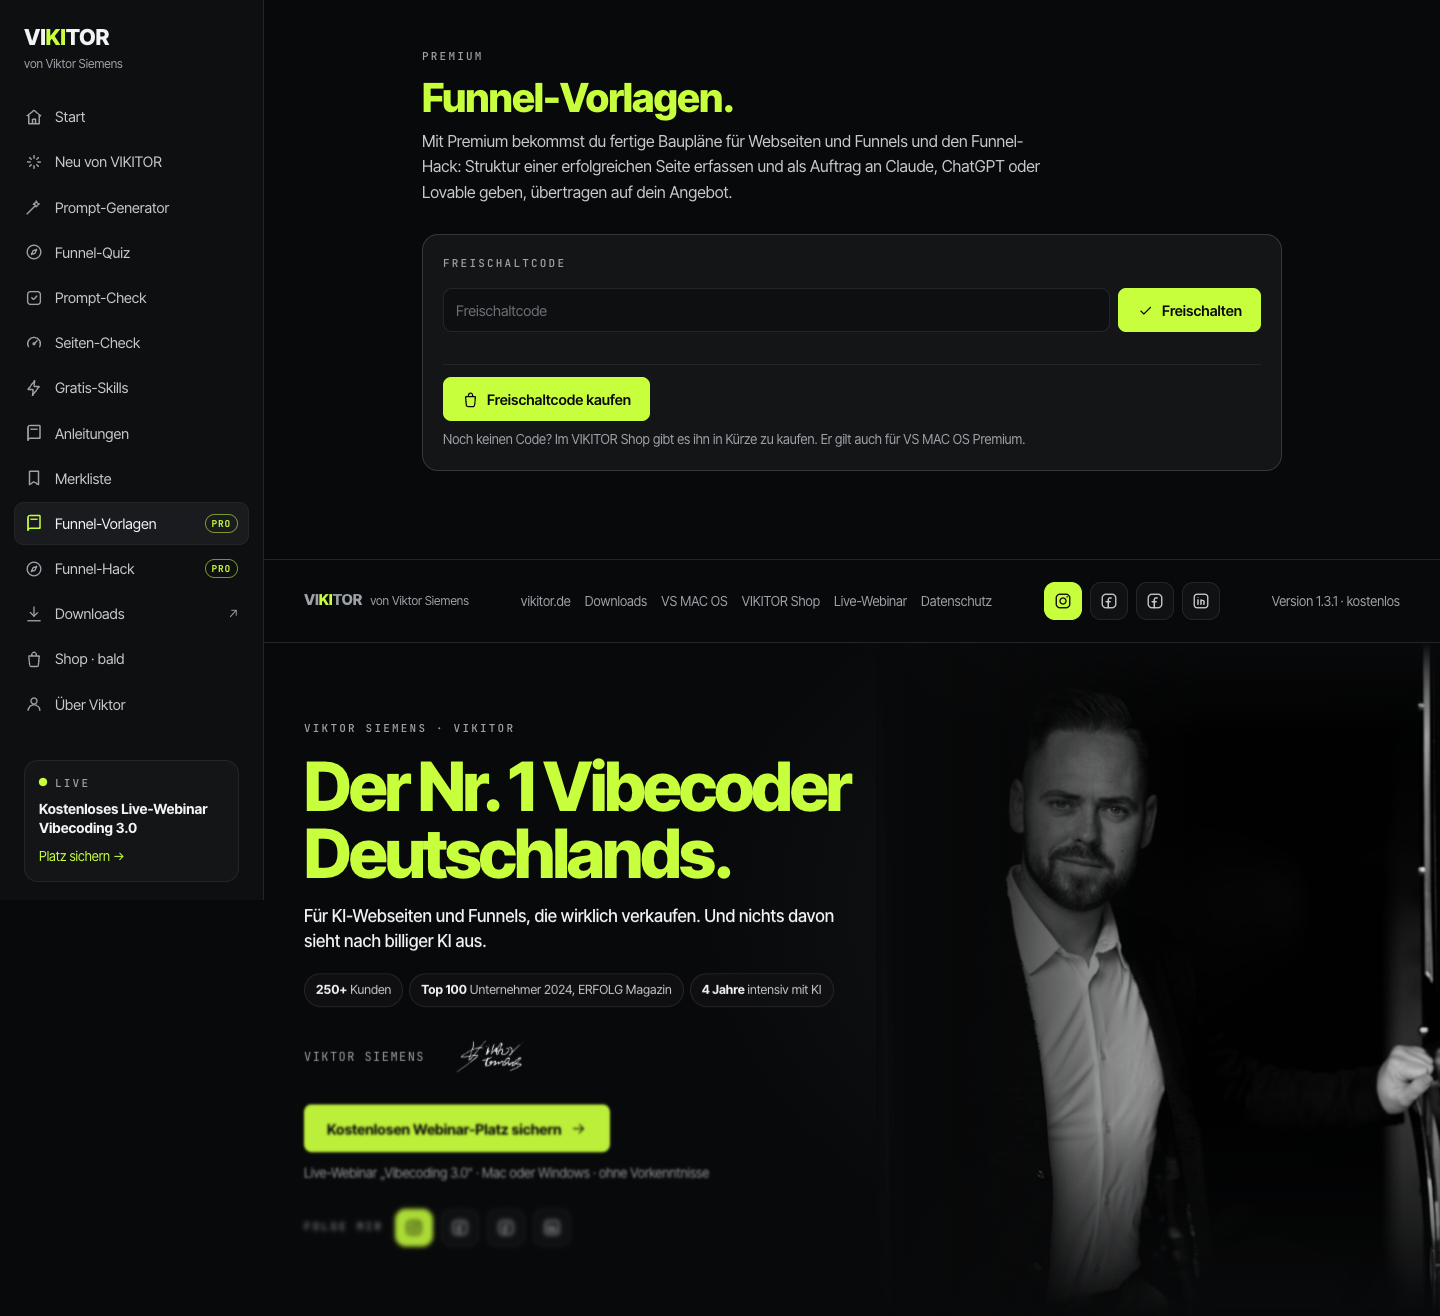 VIKITOR
von Viktor Siemens
Start
Neu von VIKITOR
Prompt-Generator
Funnel-Quiz
Prompt-Check
Seiten-Check
Gratis-Skills
Anleitungen
Merkliste
Funnel-Vorlagen PRO
Funnel-Hack PRO
Downloads
Shop · bald
Über Viktor
LIVE
Kostenloses Live-Webinar
Vibecoding 3.0
Platz sichern →
PREMIUM
Funnel-Vorlagen.
Mit Premium bekommst du fertige Baupläne für Webseiten und Funnels und den Funnel-
Hack: Struktur einer erfolgreichen Seite erfassen und als Auftrag an Claude, ChatGPT oder
Lovable geben, übertragen auf dein Angebot.
FREISCHALTCODE
Freischaltcode
Freischalten
Freischaltcode kaufen
Noch keinen Code? Im VIKITOR Shop gibt es ihn in Kürze zu kaufen. Er gilt auch für VS MAC OS Premium.
VIKITOR von Viktor Siemens
vikitor.de Downloads VS MAC OS VIKITOR Shop Live-Webinar Datenschutz
Version 1.3.1 · kostenlos
VIKTOR SIEMENS · VIKITOR
Der Nr. 1 Vibecoder
Deutschlands.
Für KI-Webseiten und Funnels, die wirklich verkaufen. Und nichts davon
sieht nach billiger KI aus.
250+ Kunden
Top 100 Unternehmer 2024, ERFOLG Magazin
4 Jahre intensiv mit KI
VIKTOR SIEMENS
Kostenlosen Webinar-Platz sichern →
Live-Webinar „Vibecoding 3.0" · Mac oder Windows · ohne Vorkenntnisse
FOLGE MIR